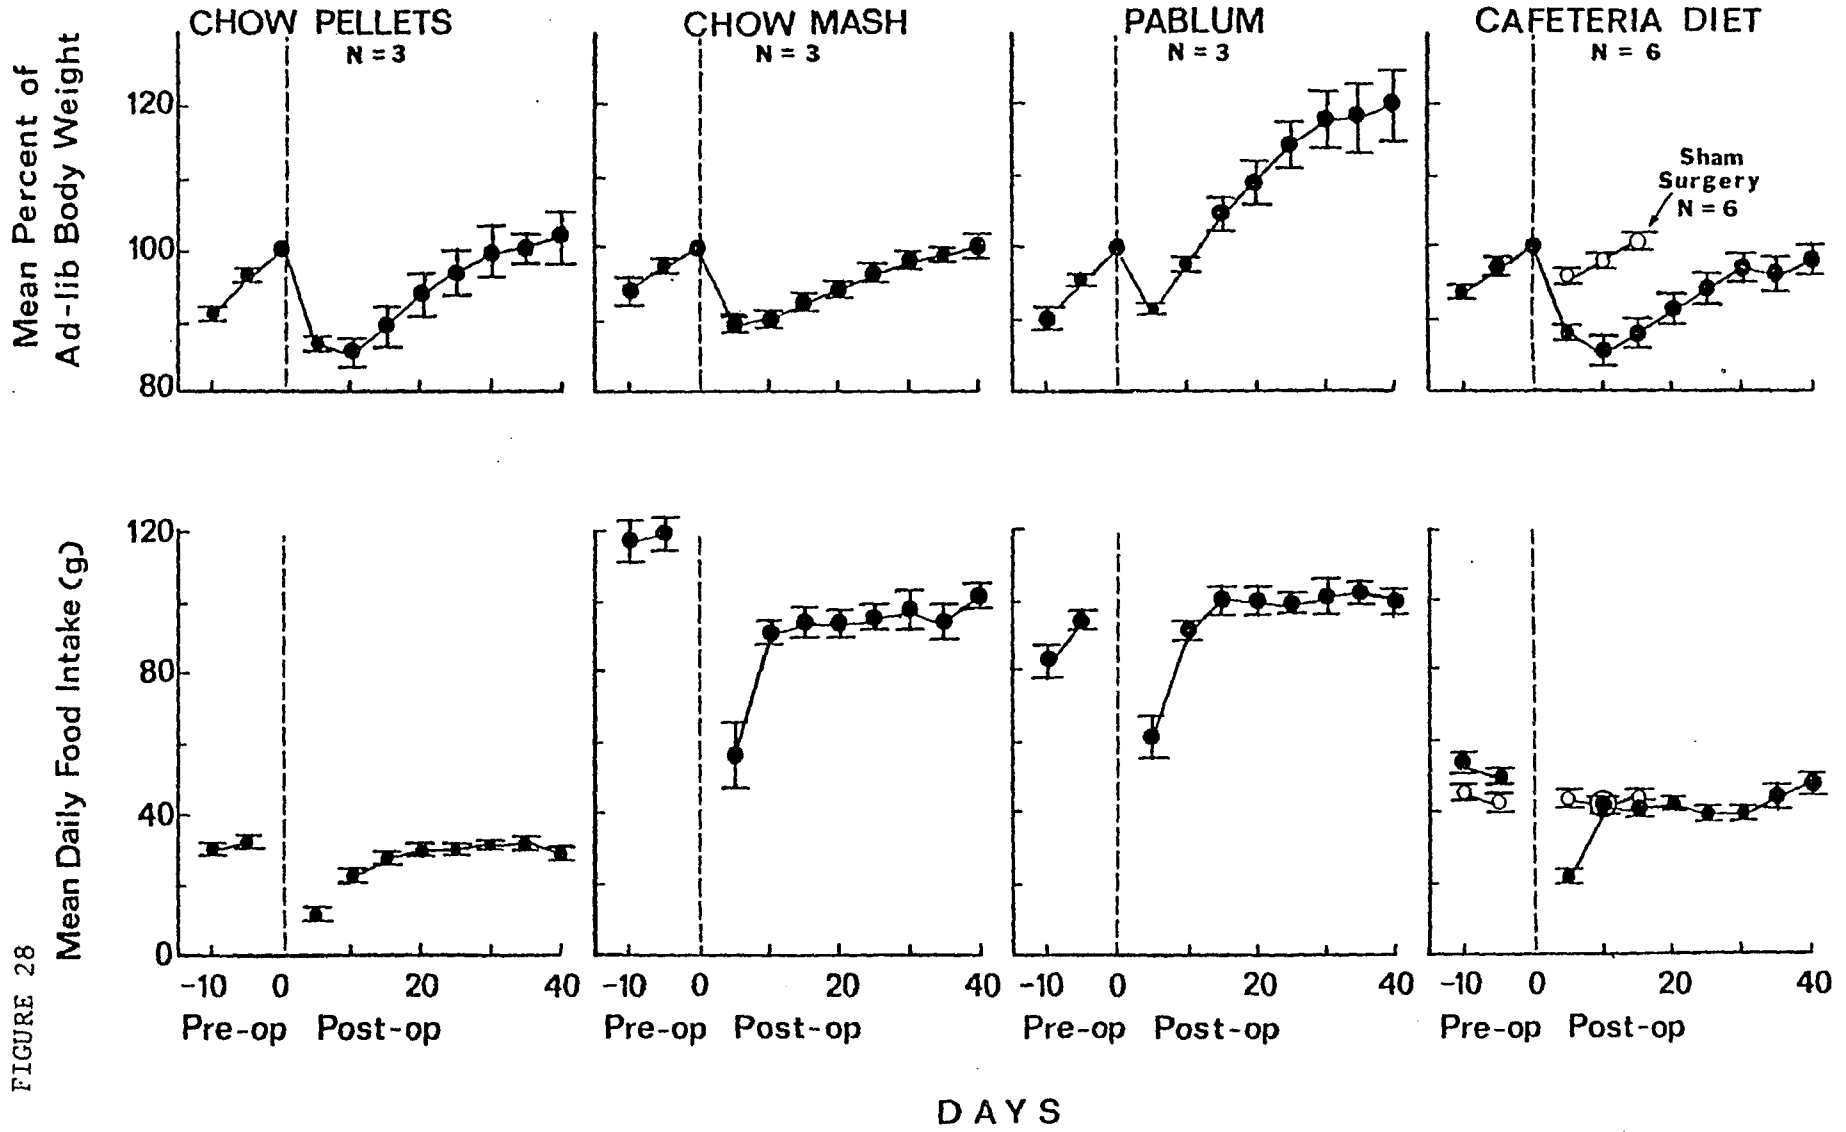 CHOW PELLETS
N = 3
CHOW MASH
N = 3
PABLUM
N = 3
CAFETERIA DIET
N = 6
Mean Percent of
Ad-lib Body Weight
120
100
80
Sham
Surgery
N = 6
Mean Daily Food Intake (g)
120
80
40
0
-10 0 20 40
Pre-op Post-op
-10 0 20 40
Pre-op Post-op
-10 0 20 40
Pre-op Post-op
-10 0 20 40
Pre-op Post-op
DAYS
FIGURE 28